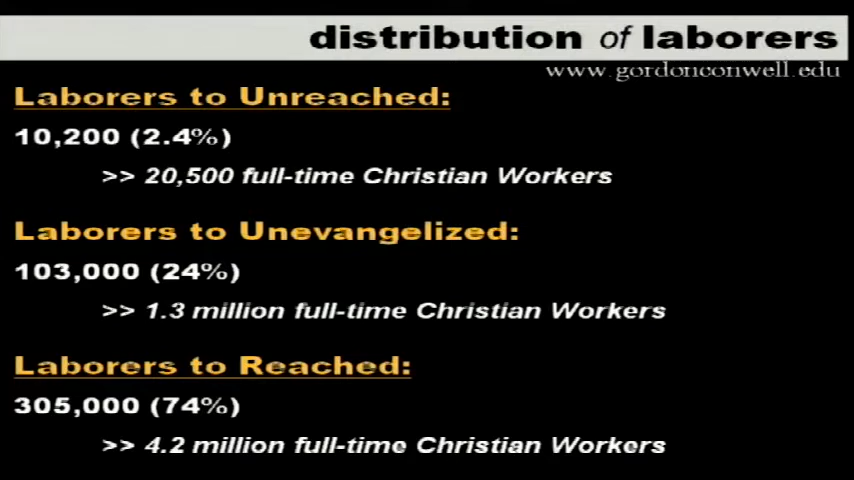 distribution of laborers
www.gordonconwell.edu
Laborers to Unreached:
10,200 (2.4%)
>> 20,500 full-time Christian Workers
Laborers to Unevangelized:
103,000 (24%)
>> 1.3 million full-time Christian Workers
Laborers to Reached:
305,000 (74%)
>> 4.2 million full-time Christian Workers